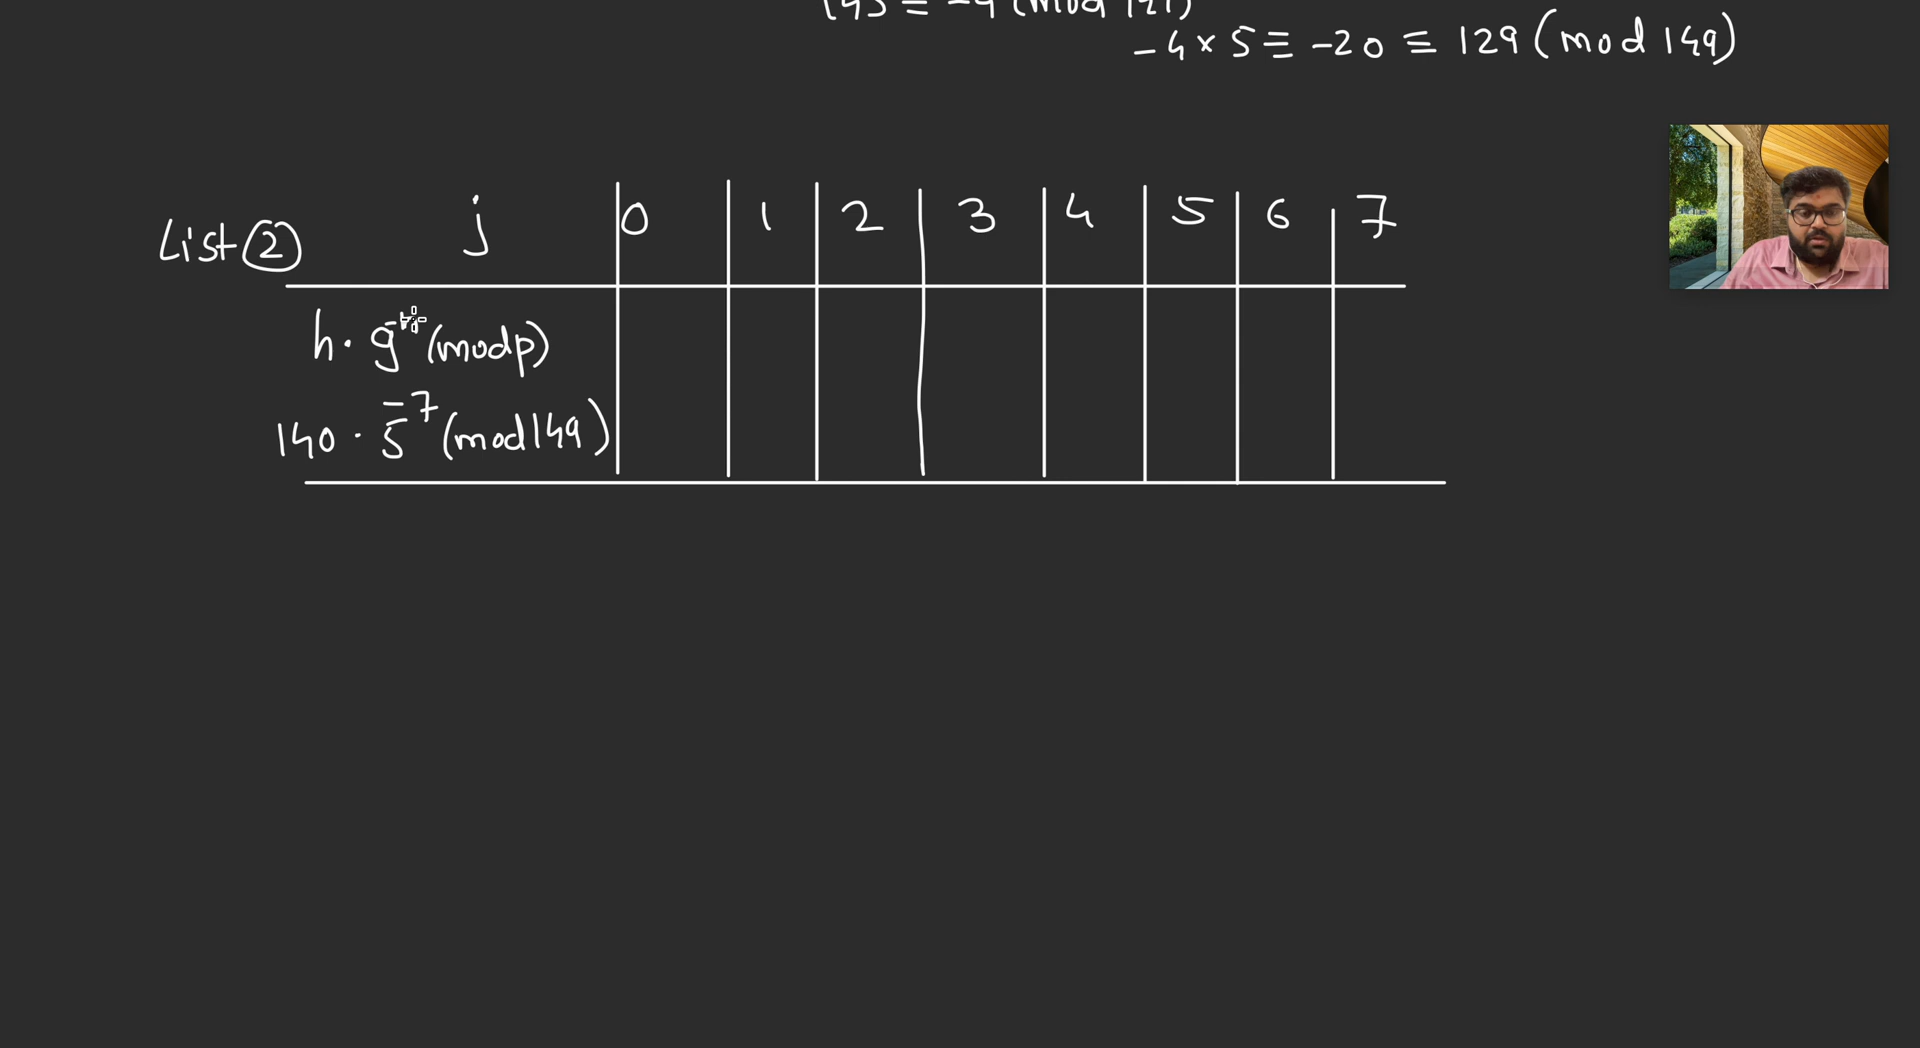 -4 × 5 ≡ -20 ≡ 129 (mod 149)
List ② j 0 1 2 3 4 5 6 7
(mod p)
140 · 5⁻⁷ (mod 149)